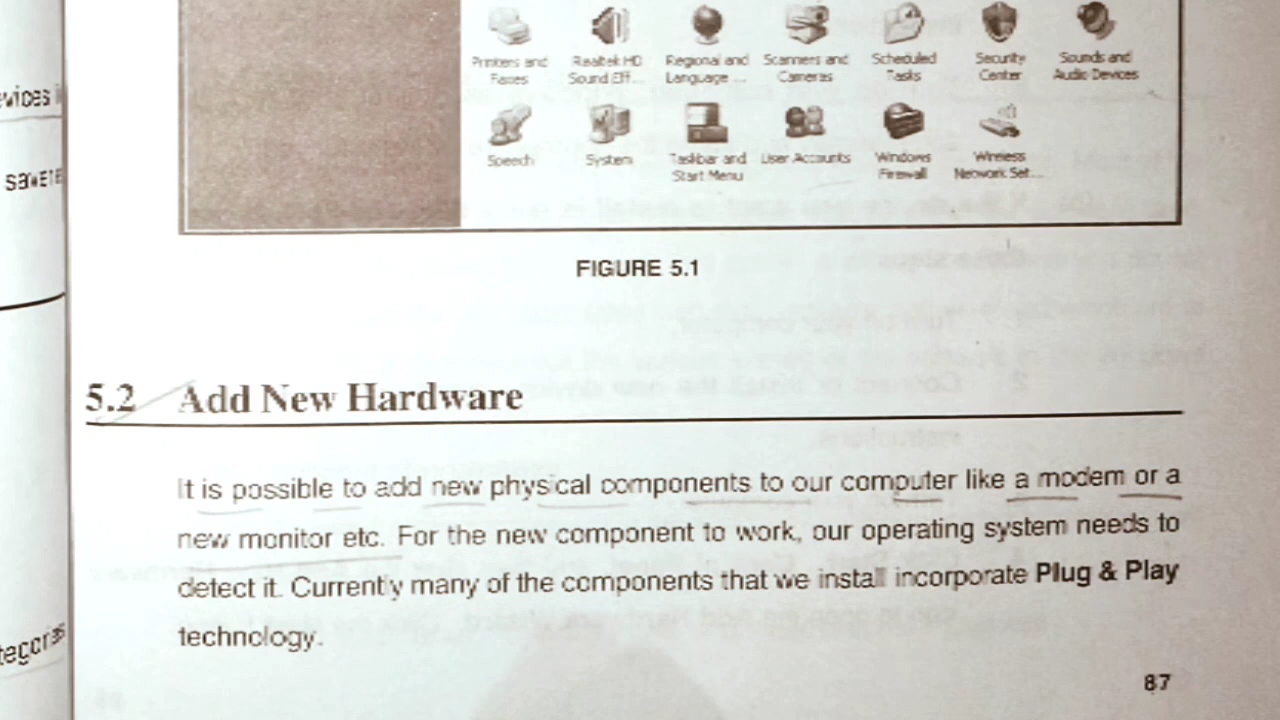 Printers and Faxes
Realtek HD Sound Eff...
Regional and Language ...
Scanners and Cameras
Scheduled Tasks
Security Center
Sounds and Audio Devices
Speech
System
Taskbar and Start Menu
User Accounts
Windows Firewall
Wireless Network Set...
FIGURE 5.1
5.2 Add New Hardware
It is possible to add new physical components to our computer like a modem or a
new monitor etc. For the new component to work, our operating system needs to
detect it. Currently many of the components that we install incorporate Plug & Play
technology.
87